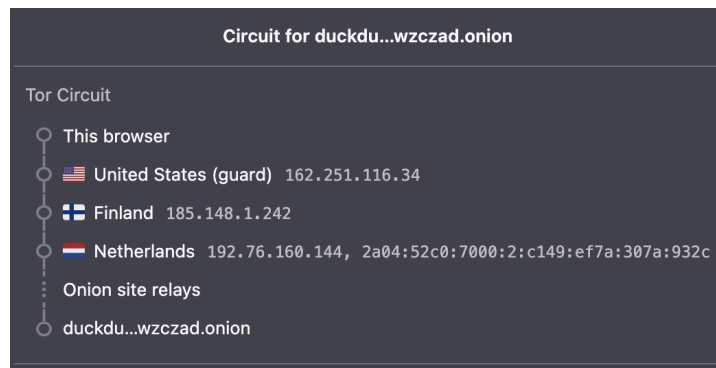 Circuit for duckdu...wzczad.onion
Tor Circuit
This browser
United States (guard) 162.251.116.34
Finland 185.148.1.242
Netherlands 192.76.160.144, 2a04:52c0:7000:2:c149:ef7a:307a:932c
Onion site relays
duckdu...wzczad.onion